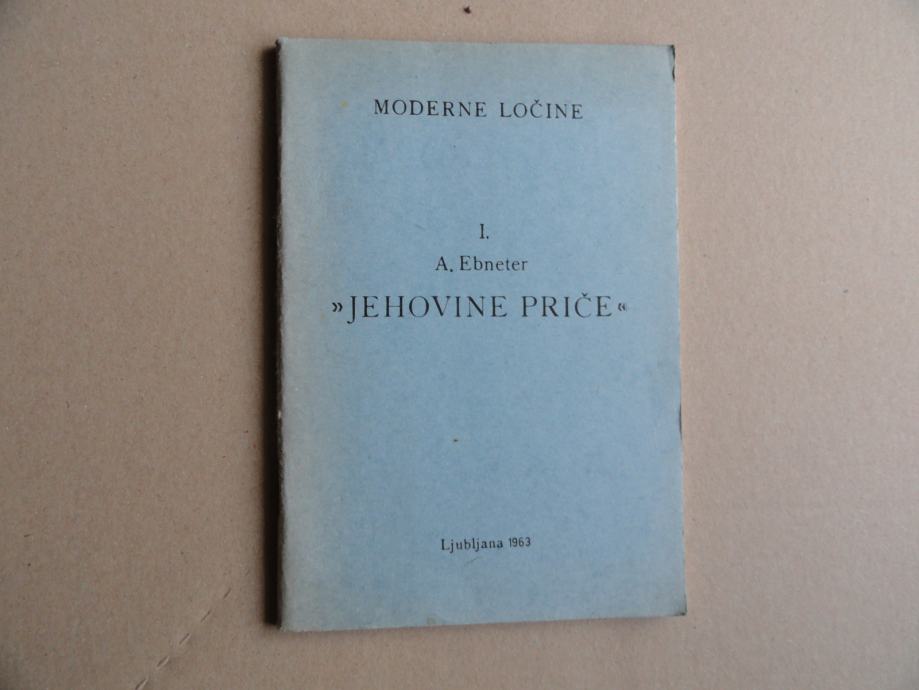 MODERNE LOČINE
I.
A. Ebneter
»JEHOVINE PRIČE«
Ljubljana 1963